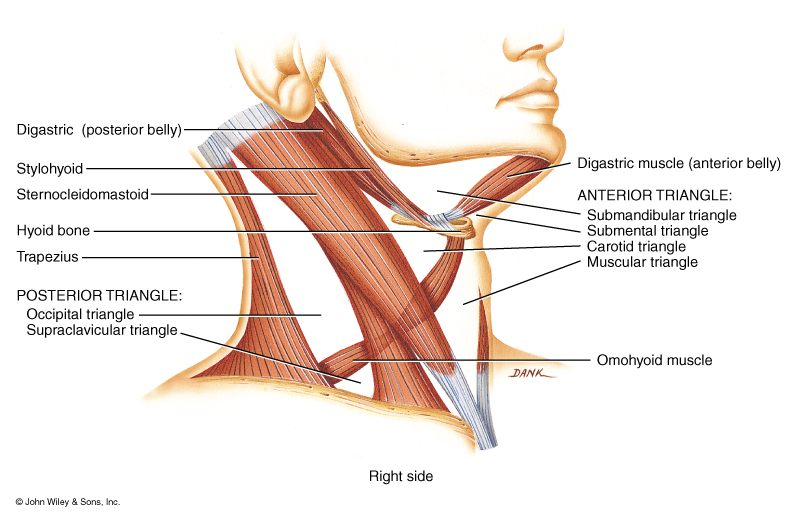 Digastric (posterior belly)
Stylohyoid
Sternocleidomastoid
Hyoid bone
Trapezius
POSTERIOR TRIANGLE:
Occipital triangle
Supraclavicular triangle
Digastric muscle (anterior belly)
ANTERIOR TRIANGLE:
Submandibular triangle
Submental triangle
Carotid triangle
Muscular triangle
Omohyoid muscle
DANK
Right side
© John Wiley & Sons, Inc.